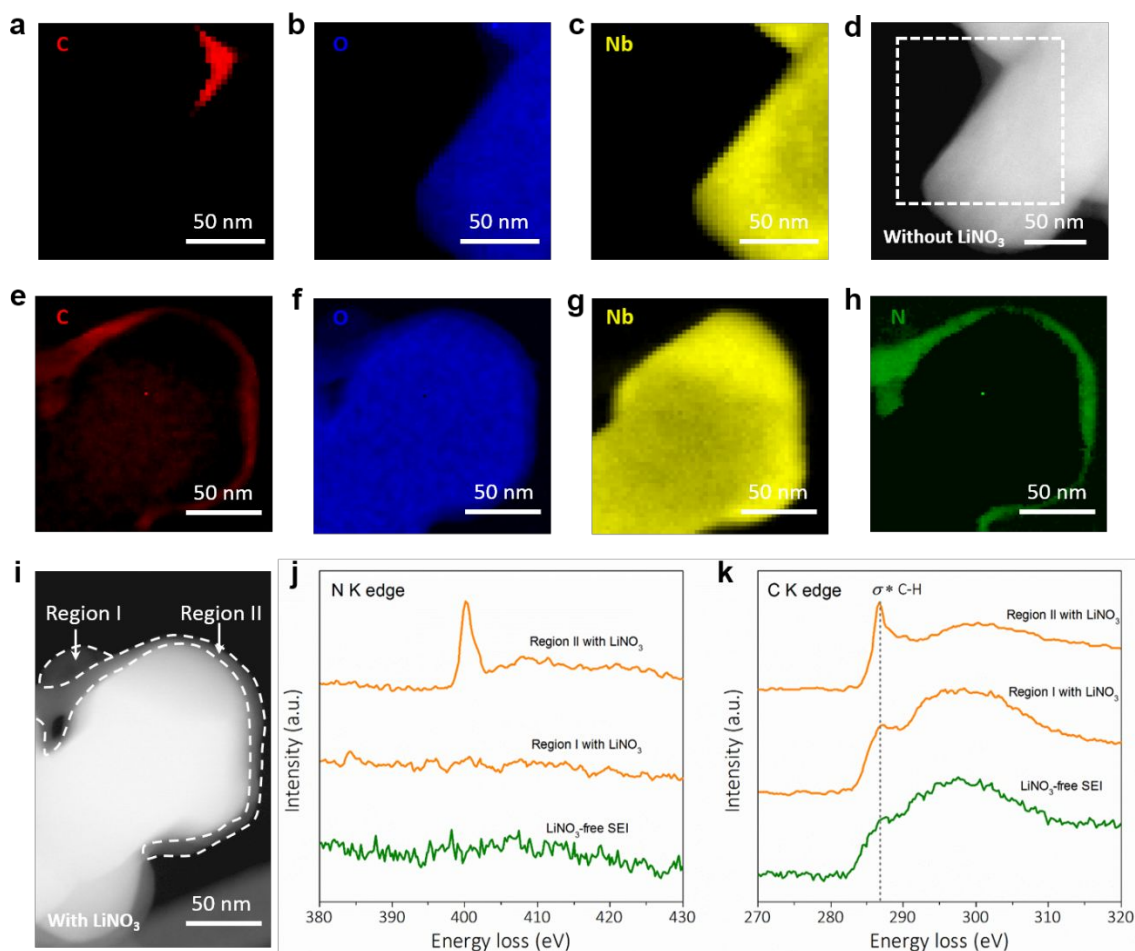 a
C
50 nm
b
O
50 nm
c
Nb
50 nm
d
Without LiNO₃
50 nm
e
C
50 nm
f
O
50 nm
g
Nb
50 nm
h
N
50 nm
i
Region I
Region II
With LiNO₃
50 nm
j
N K edge
Region II with LiNO₃
Region I with LiNO₃
LiNO₃-free SEI
Intensity (a.u.)
380 390 400 410 420 430
Energy loss (eV)
k
C K edge
σ* C-H
Region II with LiNO₃
Region I with LiNO₃
LiNO₃-free SEI
Intensity (a.u.)
270 280 290 300 310 320
Energy loss (eV)